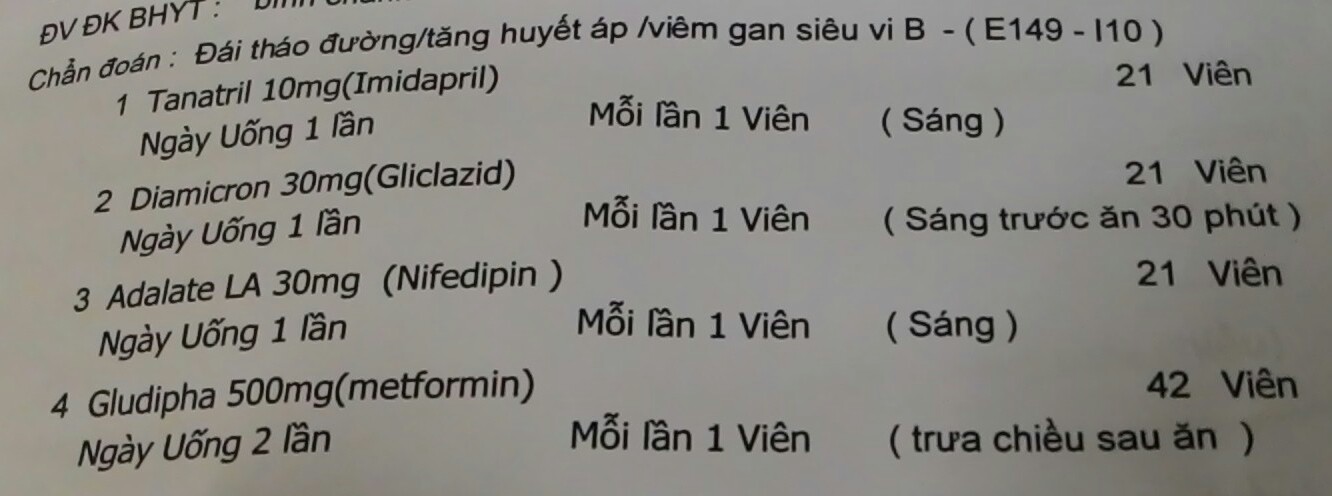 ĐV ĐK BHYT :
Chẩn đoán : Đái tháo đường/tăng huyết áp /viêm gan siêu vi B - ( E149 - I10 )
1 Tanatril 10mg(Imidapril) 21 Viên
Ngày Uống 1 lần Mỗi lần 1 Viên ( Sáng )
2 Diamicron 30mg(Gliclazid) 21 Viên
Ngày Uống 1 lần Mỗi lần 1 Viên ( Sáng trước ăn 30 phút )
3 Adalate LA 30mg (Nifedipin ) 21 Viên
Ngày Uống 1 lần Mỗi lần 1 Viên ( Sáng )
4 Gludipha 500mg(metformin) 42 Viên
Ngày Uống 2 lần Mỗi lần 1 Viên ( trưa chiều sau ăn )